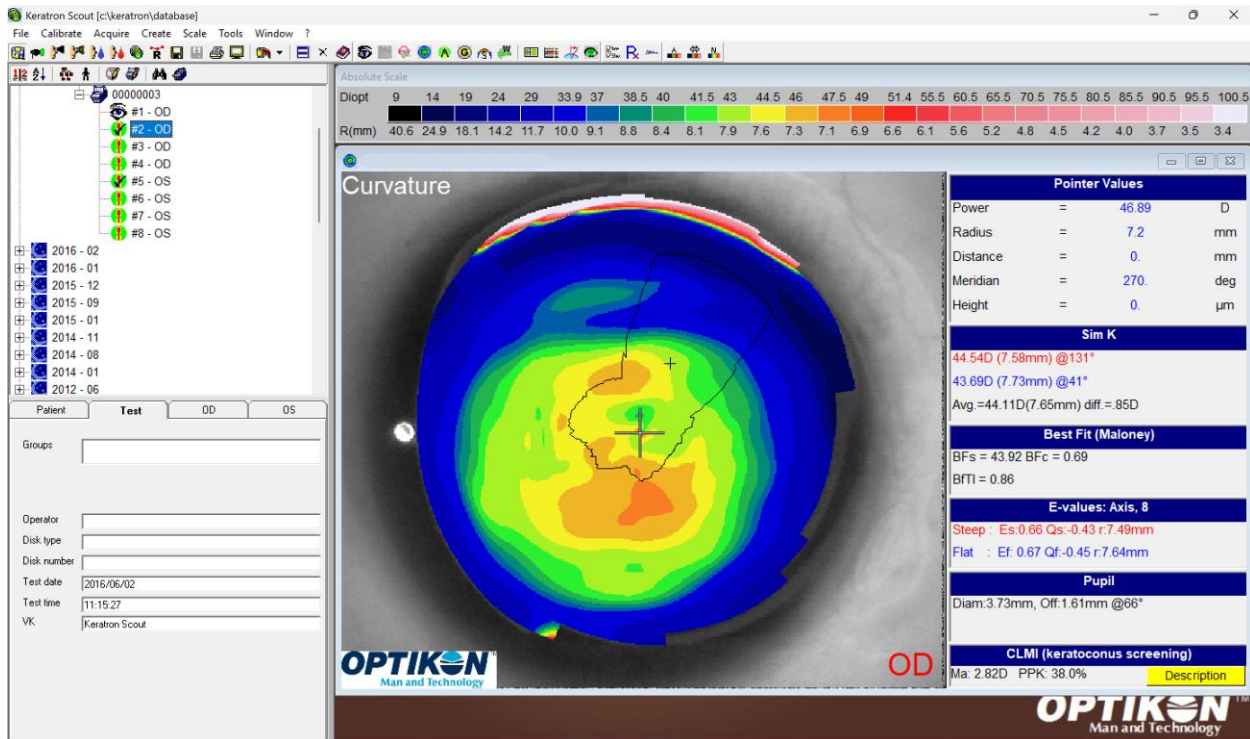 Keratron Scout [c:\keratron\database]
File Calibrate Acquire Create Scale Tools Window ?
00000003
#1 - OD
#2 - OD
#3 - OD
#4 - OD
#5 - OS
#6 - OS
#7 - OS
#8 - OS
2016 - 02
2016 - 01
2015 - 12
2015 - 09
2015 - 01
2014 - 11
2014 - 08
2014 - 01
2012 - 06
Patient Test OD OS
Groups
Operator
Disk type
Disk number
Test date 2016/06/02
Test time 11:15:27
VK Keratron Scout
Absolute Scale
Diopt 9 14 19 24 29 33.9 37 38.5 40 41.5 43 44.5 46 47.5 49 51.4 55.5 60.5 65.5 70.5 75.5 80.5 85.5 90.5 95.5 100.5
R(mm) 40.6 24.9 18.1 14.2 11.7 10.0 9.1 8.8 8.4 8.1 7.9 7.6 7.3 7.1 6.9 6.6 6.1 5.6 5.2 4.8 4.5 4.2 4.0 3.7 3.5 3.4
Curvature
OPTIKON
Man and Technology
OD
Pointer Values
Power = 46.89 D
Radius = 7.2 mm
Distance = 0. mm
Meridian = 270. deg
Height = 0. µm
Sim K
44.54D (7.58mm) @131°
43.69D (7.73mm) @41°
Avg.=44.11D(7.65mm) diff.=.85D
Best Fit (Maloney)
BFs = 43.92 BFc = 0.69
BfTI = 0.86
E-values: Axis, 8
Steep : Es:0.66 Qs:-0.43 r:7.49mm
Flat : Ef: 0.67 Qf:-0.45 r:7.64mm
Pupil
Diam:3.73mm, Off:1.61mm @66°
CLMI (keratoconus screening)
Ma: 2.82D PPK: 38.0% Description
OPTIKON TM
Man and Technology